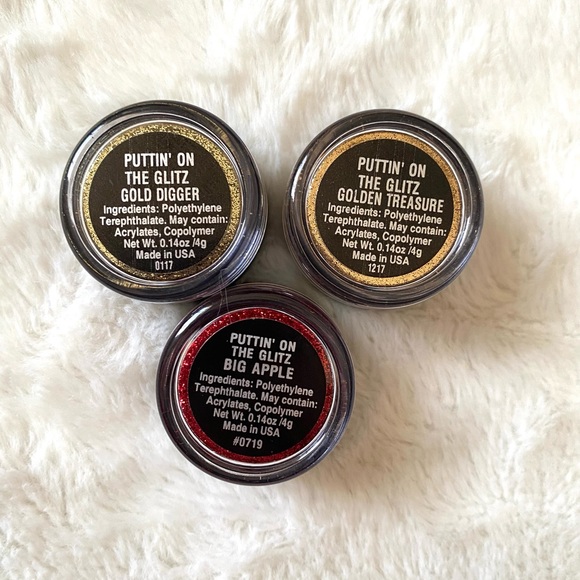 PUTTIN' ON
THE GLITZ
GOLD DIGGER
Ingredients: Polyethylene
Terephthalate. May contain:
Acrylates, Copolymer
Net Wt. 0.14oz/4g
Made in USA
0117
PUTTIN' ON
THE GLITZ
GOLDEN TREASURE
Ingredients: Polyethylene
Terephthalate. May contain:
Acrylates, Copolymer
Net Wt. 0.14oz/4g
Made in USA
1217
PUTTIN' ON
THE GLITZ
BIG APPLE
Ingredients: Polyethylene
Terephthalate. May contain:
Acrylates, Copolymer
Net Wt. 0.14oz/4g
Made in USA
#0719